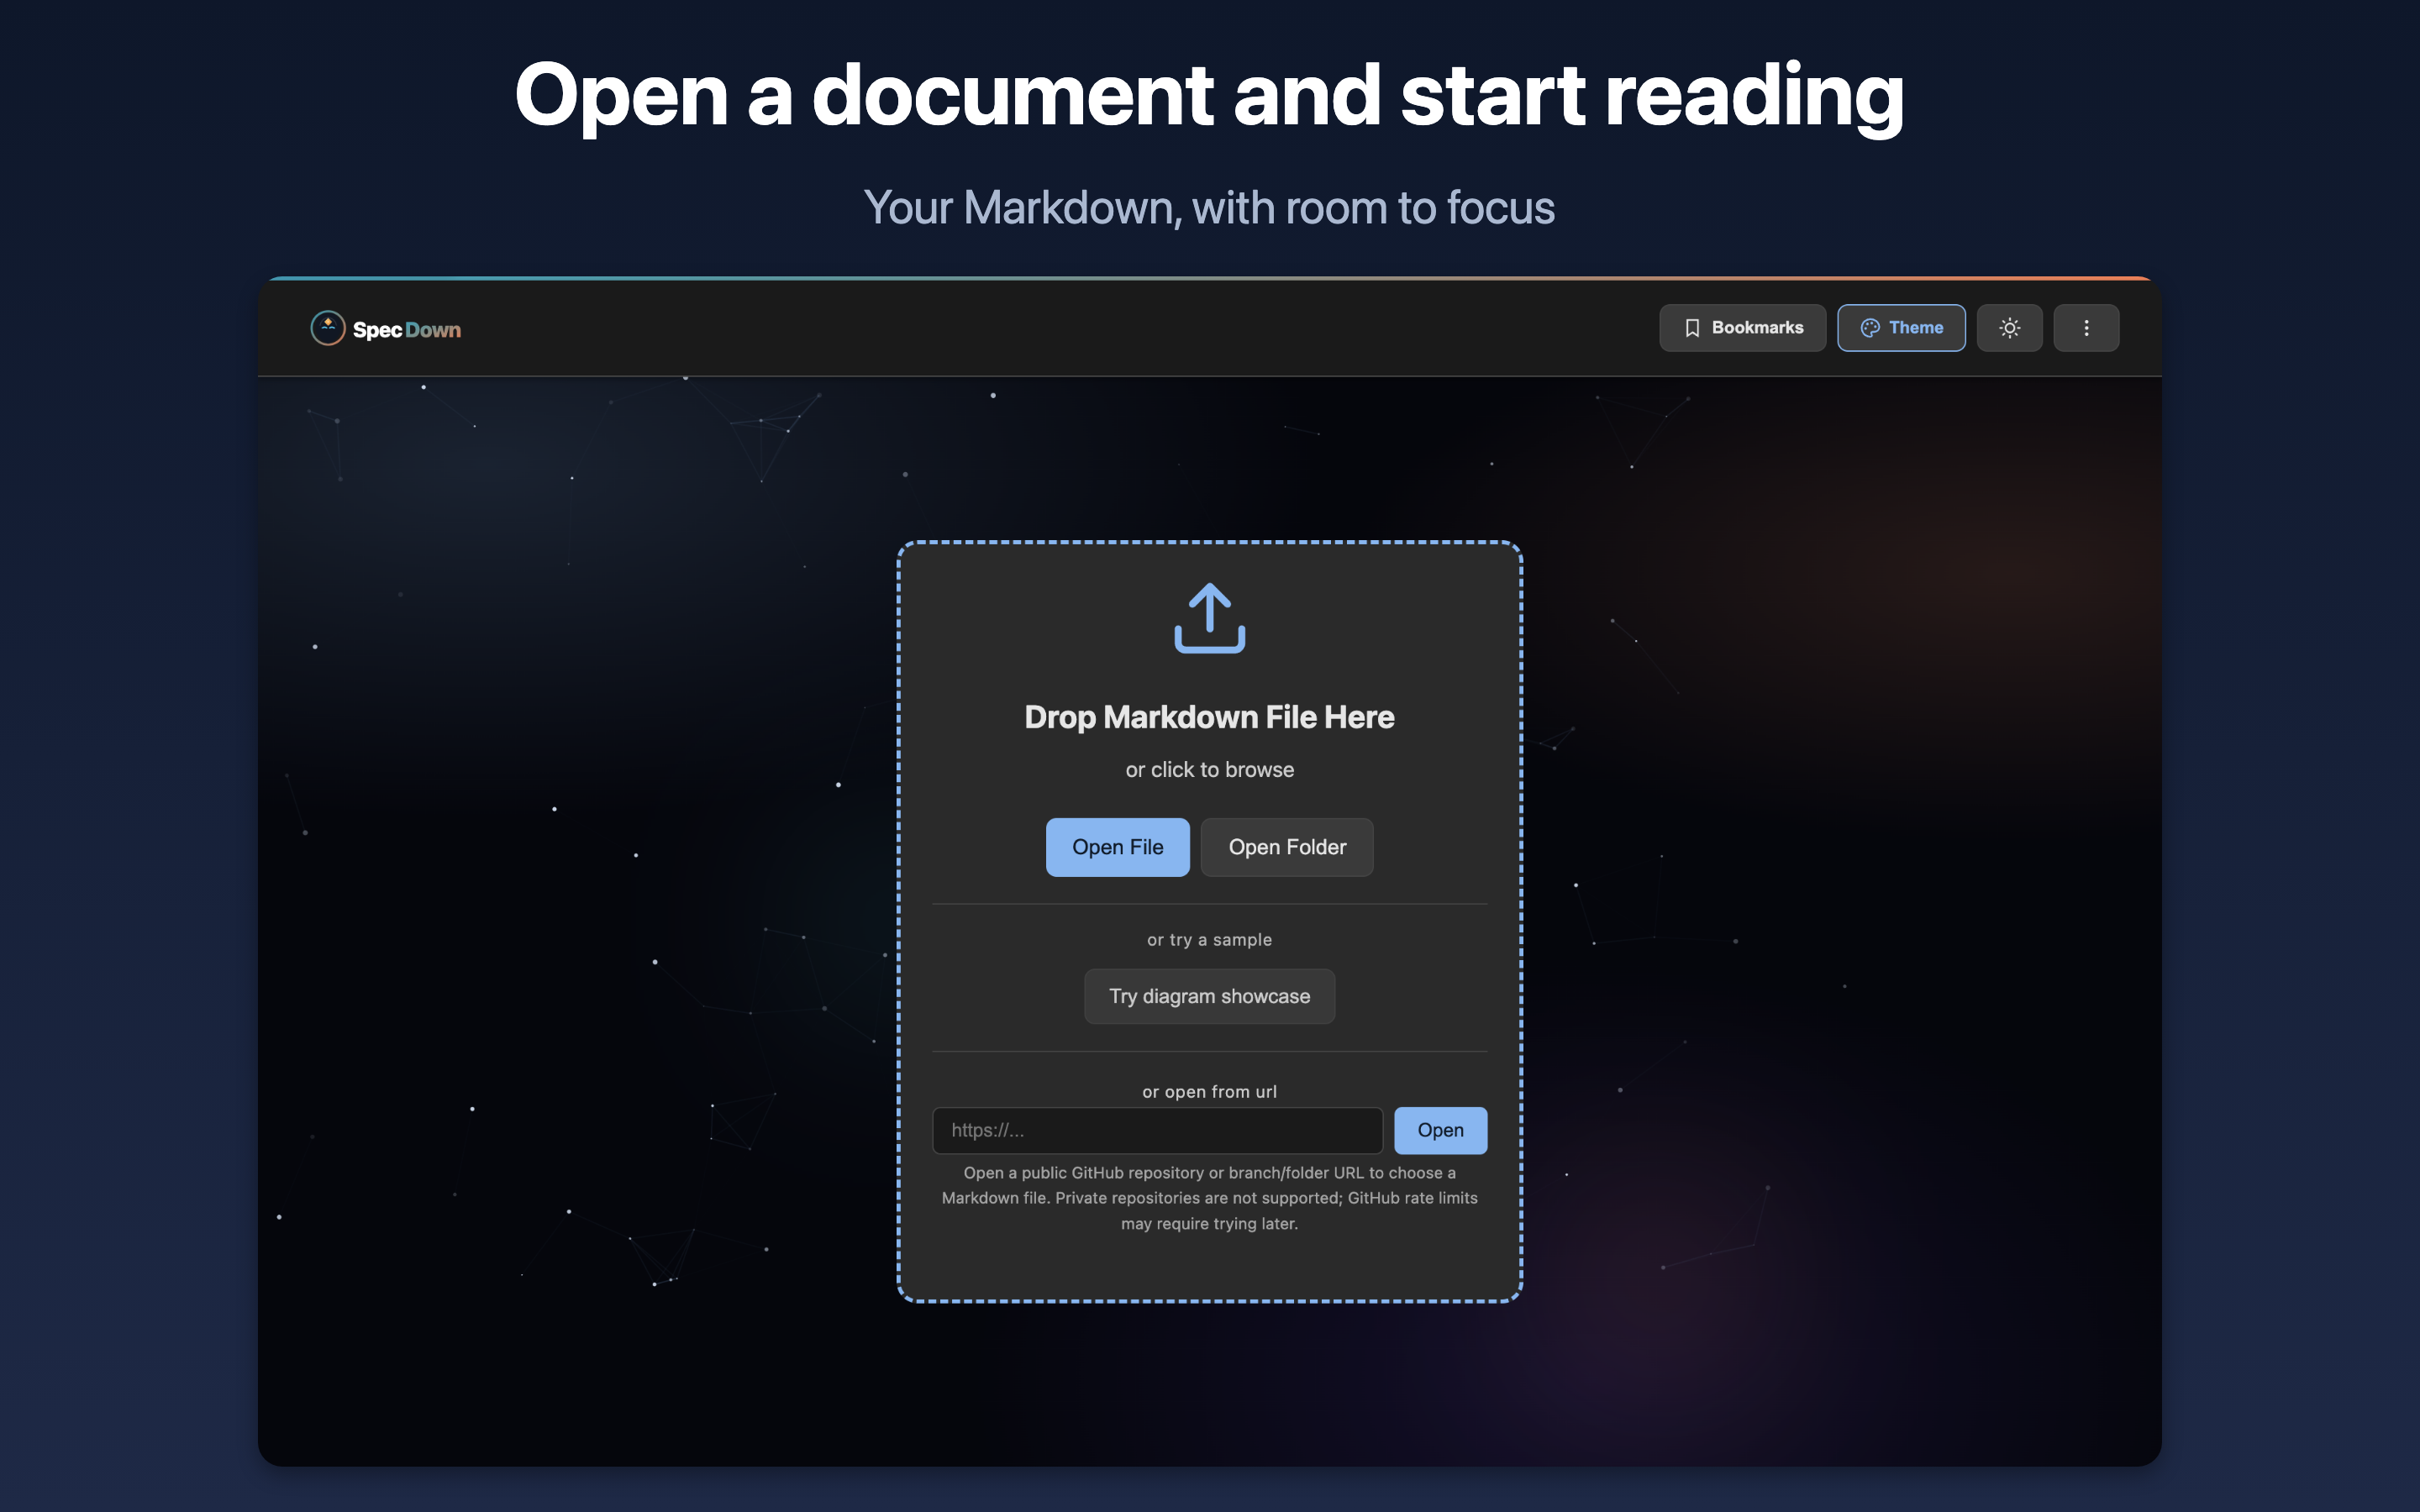 Open a document and start reading
Your Markdown, with room to focus
SpecDown
Bookmarks
Theme
Drop Markdown File Here
or click to browse
Open File
Open Folder
or try a sample
Try diagram showcase
or open from url
https://...
Open
Open a public GitHub repository or branch/folder URL to choose a
Markdown file. Private repositories are not supported; GitHub rate limits
may require trying later.